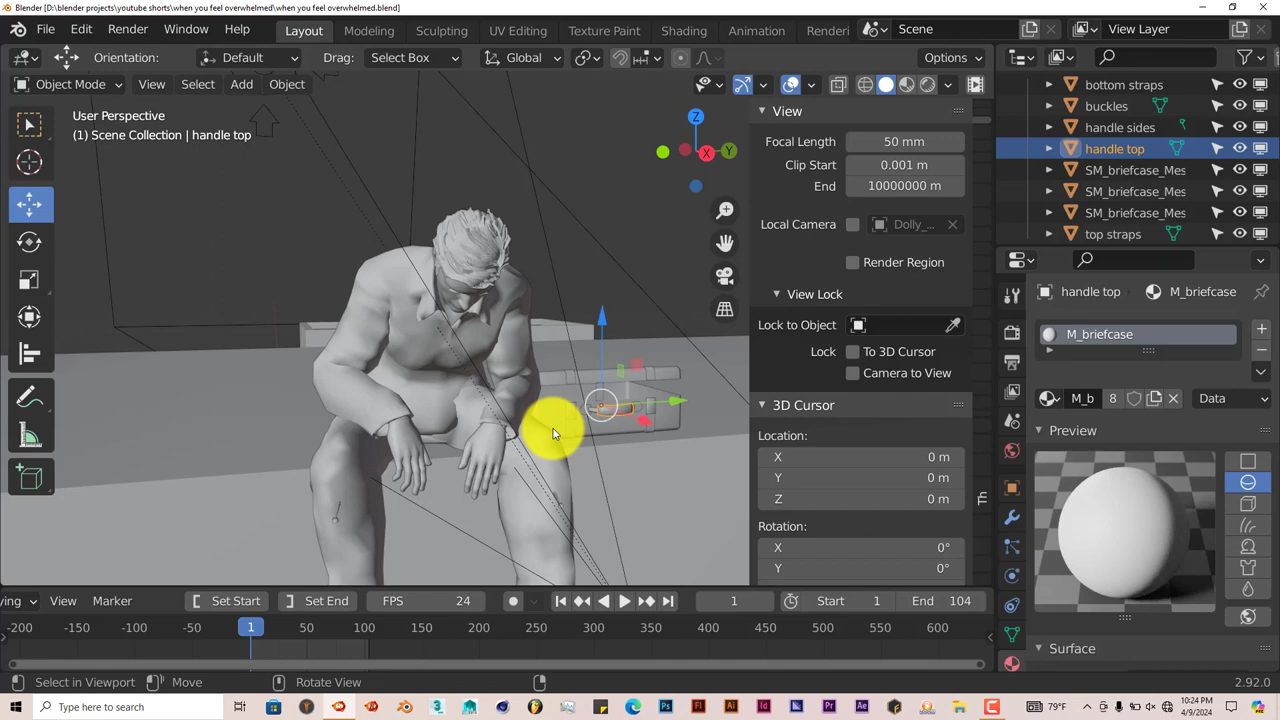 Blender [D:\blender projects\youtube shorts\when you feel overwhelmed\when you feel overwhelmed.blend]
File Edit Render Window Help Layout Modeling Sculpting UV Editing Texture Paint Shading Animation Renderi Scene View Layer
Orientation: Default Drag: Select Box Global Options
Object Mode View Select Add Object
User Perspective
(1) Scene Collection | handle top
Z
X
Y
View
Focal Length 50 mm
Clip Start 0.001 m
End 10000000 m
Local Camera Dolly_...
Render Region
View Lock
Lock to Object
Lock To 3D Cursor
Camera to View
3D Cursor
Location:
X 0 m
Y 0 m
Z 0 m
Rotation:
X 0°
Y 0°
bottom straps
buckles
handle sides
handle top
SM_briefcase_Mes
SM_briefcase_Mes
SM_briefcase_Mes
top straps
handle top M_briefcase
M_briefcase
M_b 8 Data
Preview
Surface
ying View Marker Set Start Set End FPS 24 1 Start 1 End 104
-200 -150 -100 -50 1 50 100 150 200 250 300 350 400 450 500 550 600
Select in Viewport Move Rotate View 2.92.0
Type here to search 79°F 10:24 PM
4/9/2024